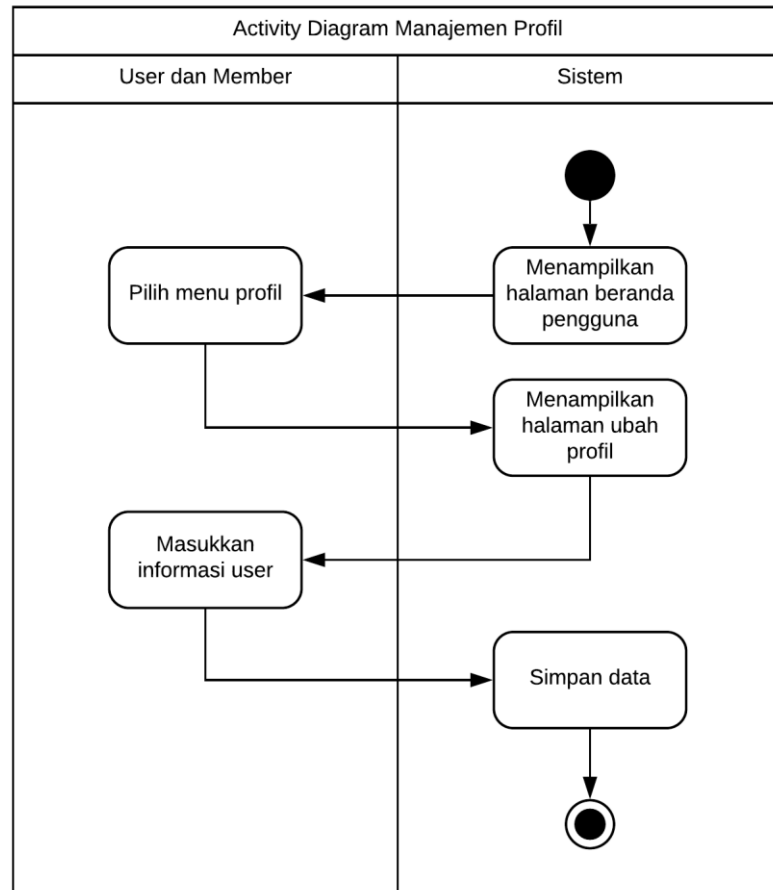 Activity Diagram Manajemen Profil
User dan Member
Sistem
Menampilkan
halaman beranda
pengguna
Pilih menu profil
Menampilkan
halaman ubah
profil
Masukkan
informasi user
Simpan data